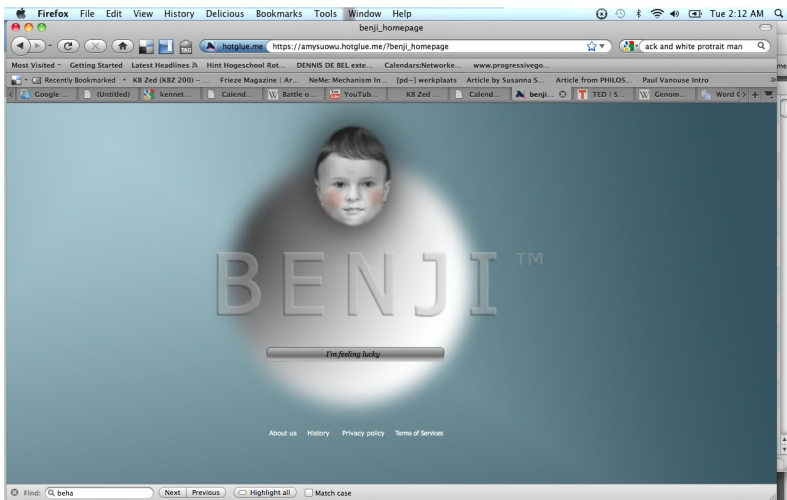 Firefox File Edit View History Delicious Bookmarks Tools Window Help Tue 2:12 AM
benji_homepage
hotglue.me https://amysuowu.hotglue.me/?benji_homepage ack and white protrait man
Most Visited Getting Started Latest Headlines Hint Hogeschool Rot... DENNIS DE BEL exte... Calendars:Networke... www.progressivego...
Recently Bookmarked KB Zed (KBZ 200) - ... Frieze Magazine | Ar... NeMe: Mechanism In... [pd~] werkplaats Article by Susanna S... Article from PHILOS... Paul Vanouse Intro
Google ... (Untitled) kennet... Calend... Battle o... YouTub... KB Zed ... Calend... benji... TED | S... Genom... Word C
BENJI™
I'm feeling lucky
About us History Privacy policy Terms of Services
Find: beha Next Previous Highlight all Match case